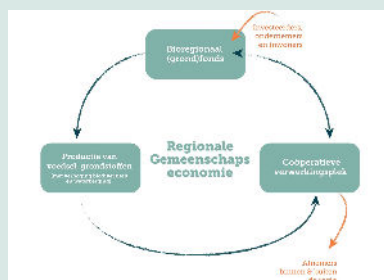 Investeerders,
ondernemers
en inwoners
Bioregionaal
(grond)fonds
Regionale
Gemeenschaps
economie
Productie van
voedsel, grondstoffen
Coöperatieve
verwerkingsplek
Afnemers
binnen & buiten
de regio